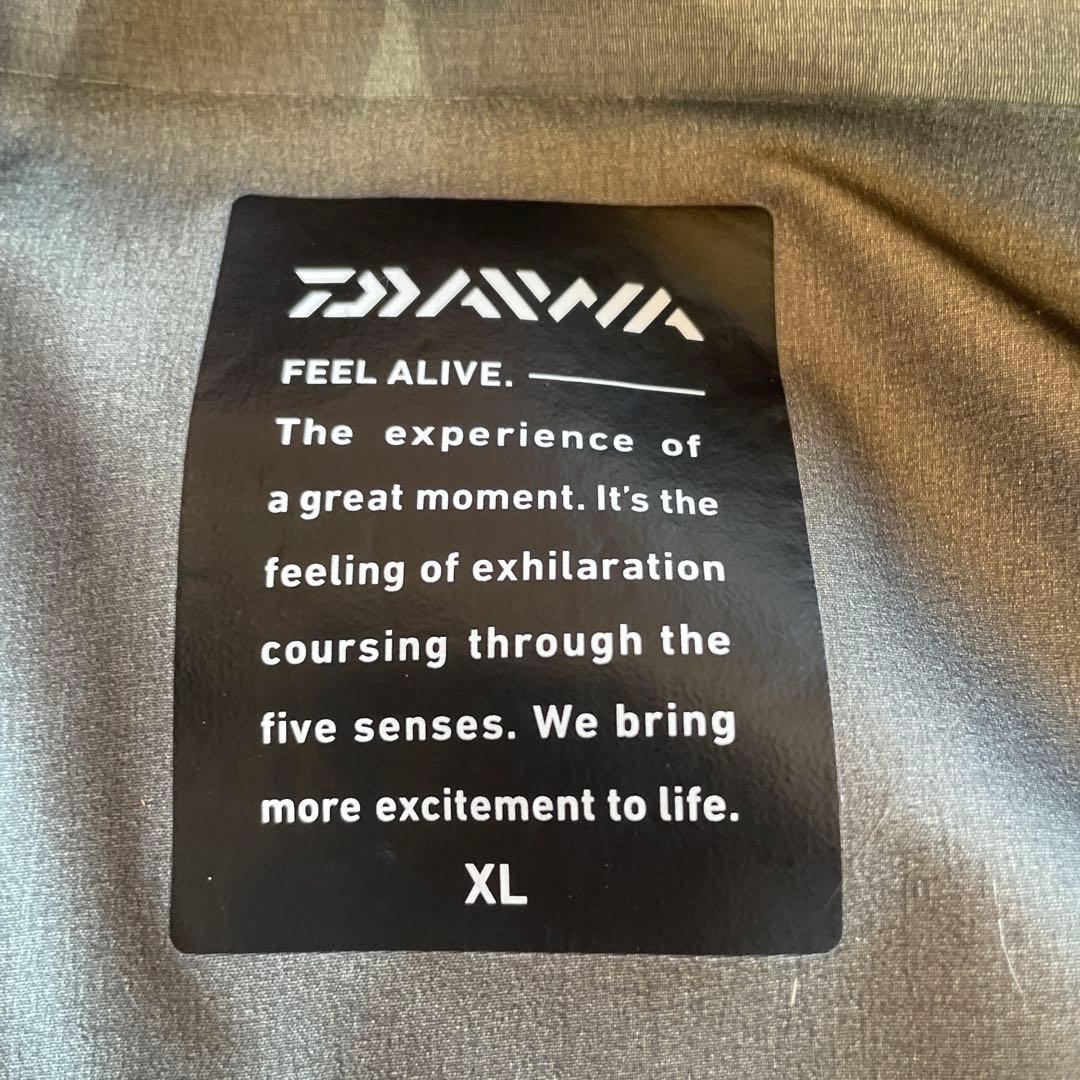 DAIWA
FEEL ALIVE.
The experience of
a great moment. It's the
feeling of exhilaration
coursing through the
five senses. We bring
more excitement to life.
XL